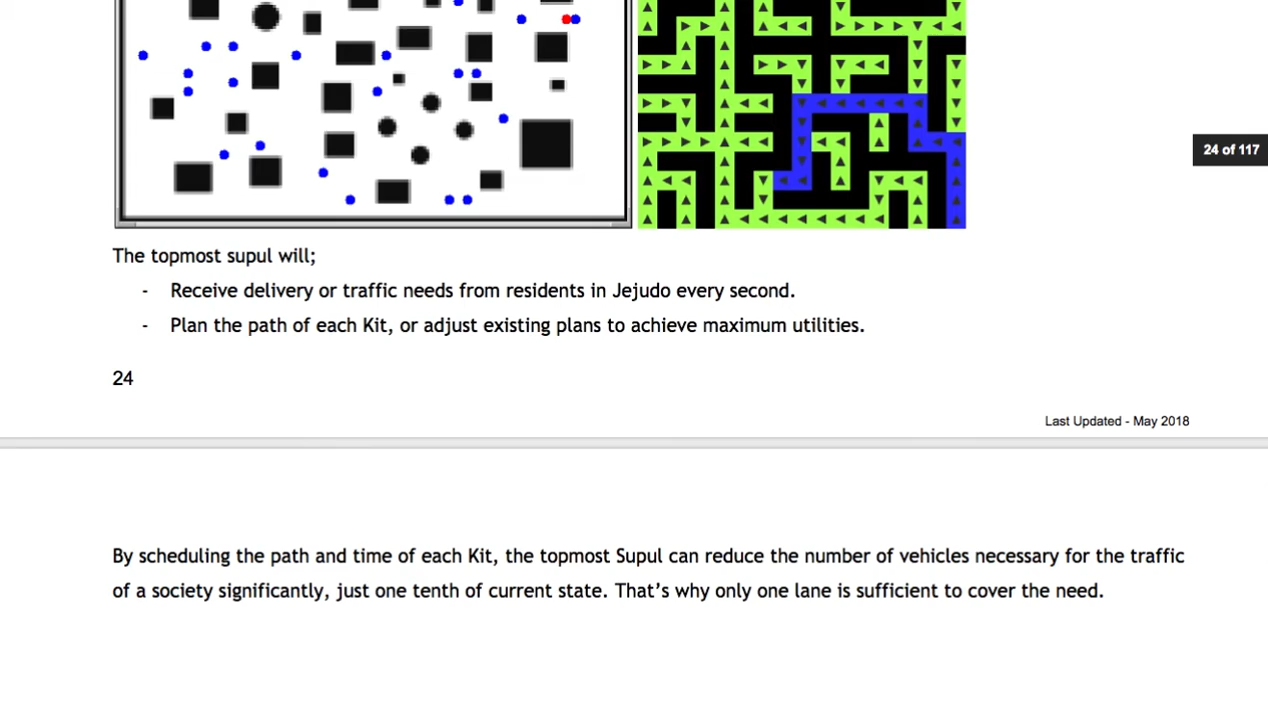 24 of 117
The topmost supul will;
- Receive delivery or traffic needs from residents in Jejudo every second.
- Plan the path of each Kit, or adjust existing plans to achieve maximum utilities.
24
Last Updated - May 2018
By scheduling the path and time of each Kit, the topmost Supul can reduce the number of vehicles necessary for the traffic
of a society significantly, just one tenth of current state. That’s why only one lane is sufficient to cover the need.